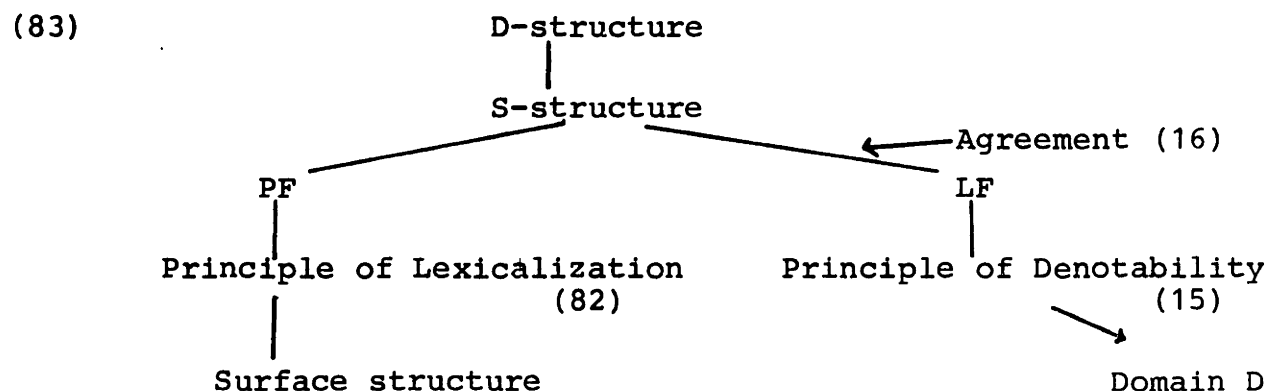 (83) D-structure
S-structure
Agreement (16)
PF LF
Principle of Lexicalization Principle of Denotability
(82) (15)
Surface structure Domain D